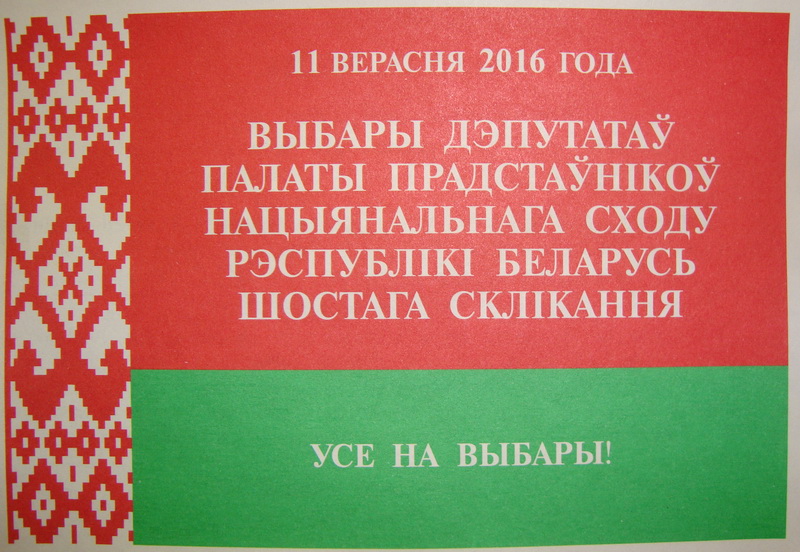 11 ВЕРАСНЯ 2016 ГОДА
ВЫБАРЫ ДЭПУТАТАЎ
ПАЛАТЫ ПРАДСТАЎНІКОЎ
НАЦЫЯНАЛЬНАГА СХОДУ
РЭСПУБЛІКІ БЕЛАРУСЬ
ШОСТАГА СКЛІКАННЯ
УСЕ НА ВЫБАРЫ!